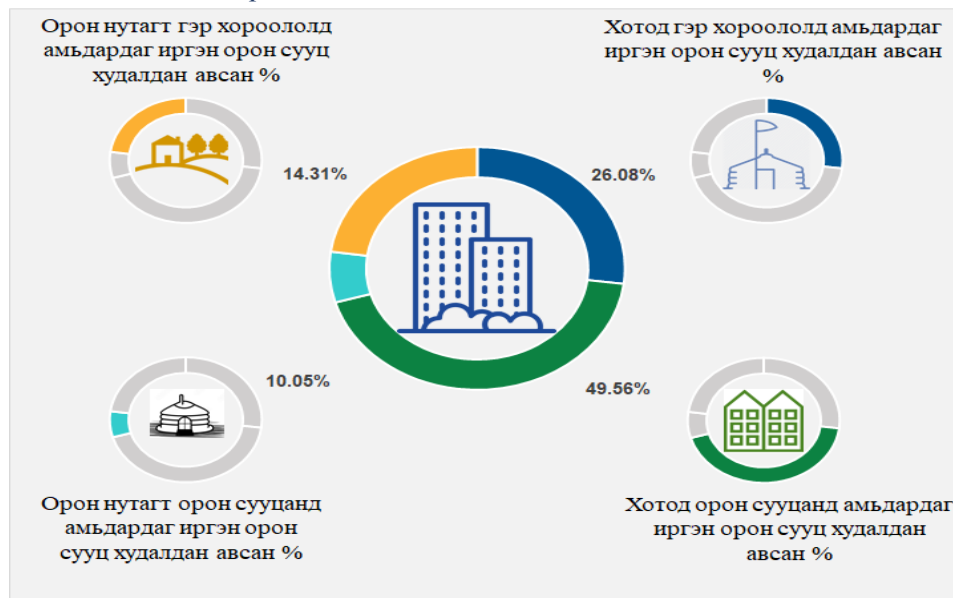 Орон нутагт гэр хороололд
амьдардаг иргэн орон сууц
худалдан авсан %
Хотод гэр хороололд амьдардаг
иргэн орон сууц худалдан авсан
%
14.31%
26.08%
10.05%
49.56%
Орон нутагт орон сууцанд
амьдардаг иргэн орон
сууц худалдан авсан %
Хотод орон сууцанд амьдардаг
иргэн орон сууц худалдан
авсан %